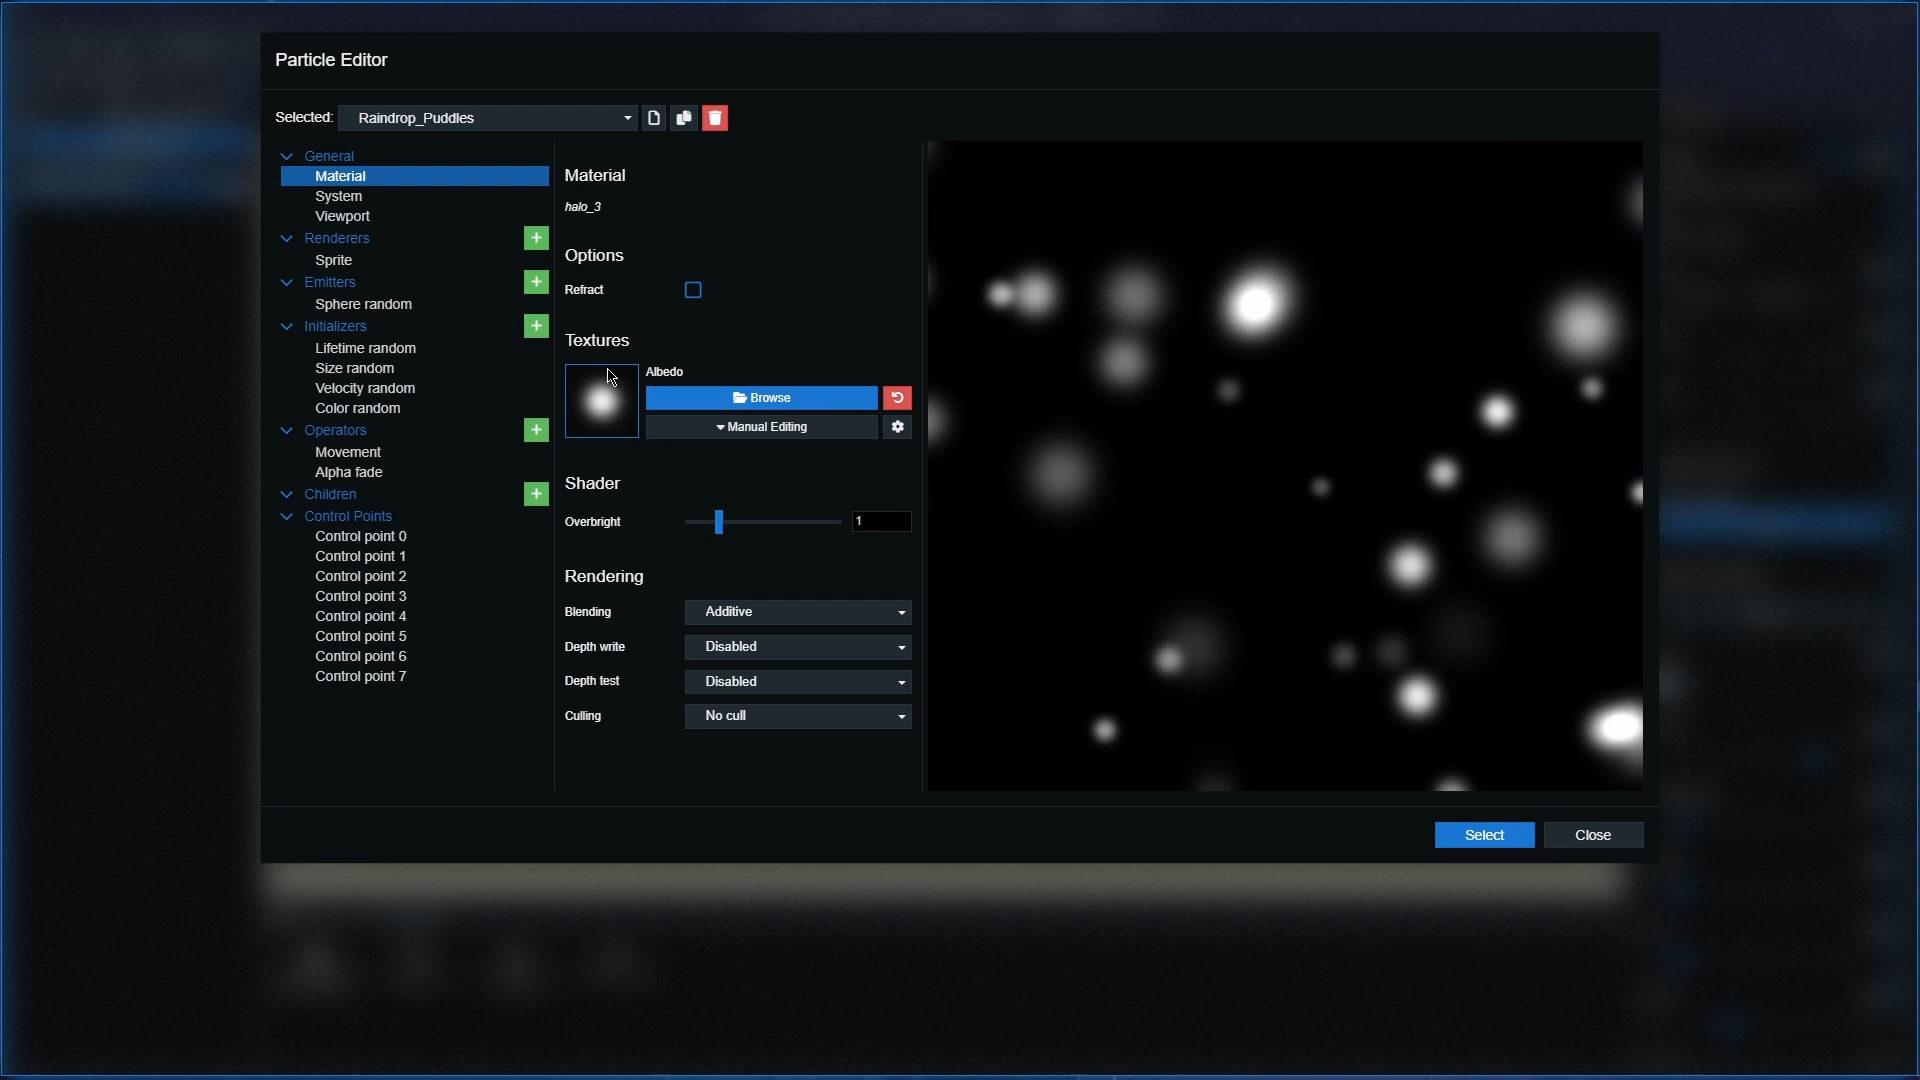 Particle Editor
Selected:
Raindrop_Puddles
General
Material
System
Viewport
Renderers
Sprite
Emitters
Sphere random
Initializers
Lifetime random
Size random
Velocity random
Color random
Operators
Movement
Alpha fade
Children
Control Points
Control point 0
Control point 1
Control point 2
Control point 3
Control point 4
Control point 5
Control point 6
Control point 7
Material
halo_3
Options
Refract
Textures
Albedo
Browse
Manual Editing
Shader
Overbright
1
Rendering
Blending
Additive
Depth write
Disabled
Depth test
Disabled
Culling
No cull
Select
Close